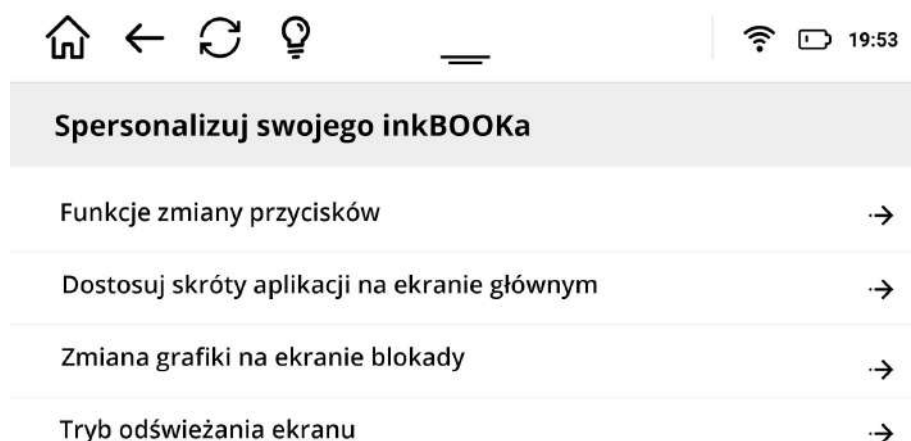 19:53
Spersonalizuj swojego inkBOOKa
Funkcje zmiany przycisków
Dostosuj skróty aplikacji na ekranie głównym
Zmiana grafiki na ekranie blokady
Tryb odświeżania ekranu